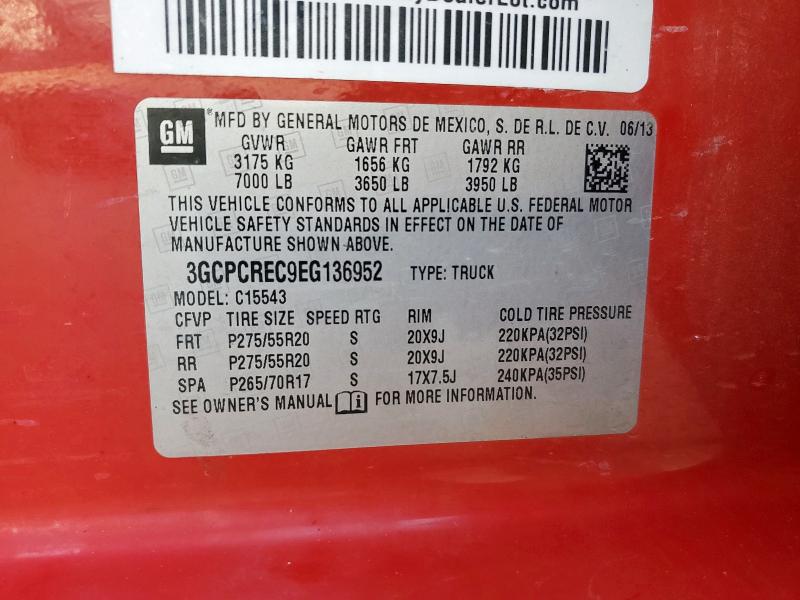 GM
® MFD BY GENERAL MOTORS DE MEXICO, S. DE R.L. DE C.V. 06/13
GVWR GAWR FRT GAWR RR
3175 KG 1656 KG 1792 KG
7000 LB 3650 LB 3950 LB
THIS VEHICLE CONFORMS TO ALL APPLICABLE U.S. FEDERAL MOTOR
VEHICLE SAFETY STANDARDS IN EFFECT ON THE DATE OF
MANUFACTURE SHOWN ABOVE.
3GCPCREC9EG136952 TYPE: TRUCK
MODEL: C15543
CFVP TIRE SIZE SPEED RTG RIM COLD TIRE PRESSURE
FRT P275/55R20 S 20X9J 220KPA(32PSI)
RR P275/55R20 S 20X9J 220KPA(32PSI)
SPA P265/70R17 S 17X7.5J 240KPA(35PSI)
SEE OWNER'S MANUAL FOR MORE INFORMATION.